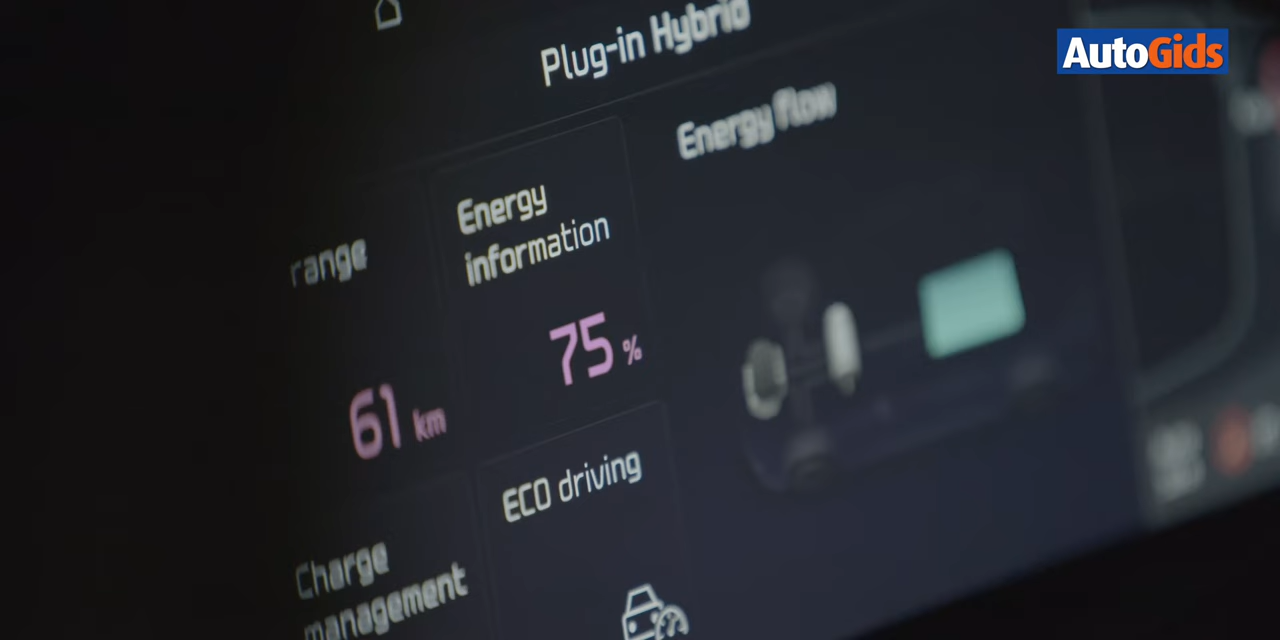 Plug-in Hybrid
AutoGids
Energy flow
range
Energy
information
75 %
61 km
ECO driving
Charge
management